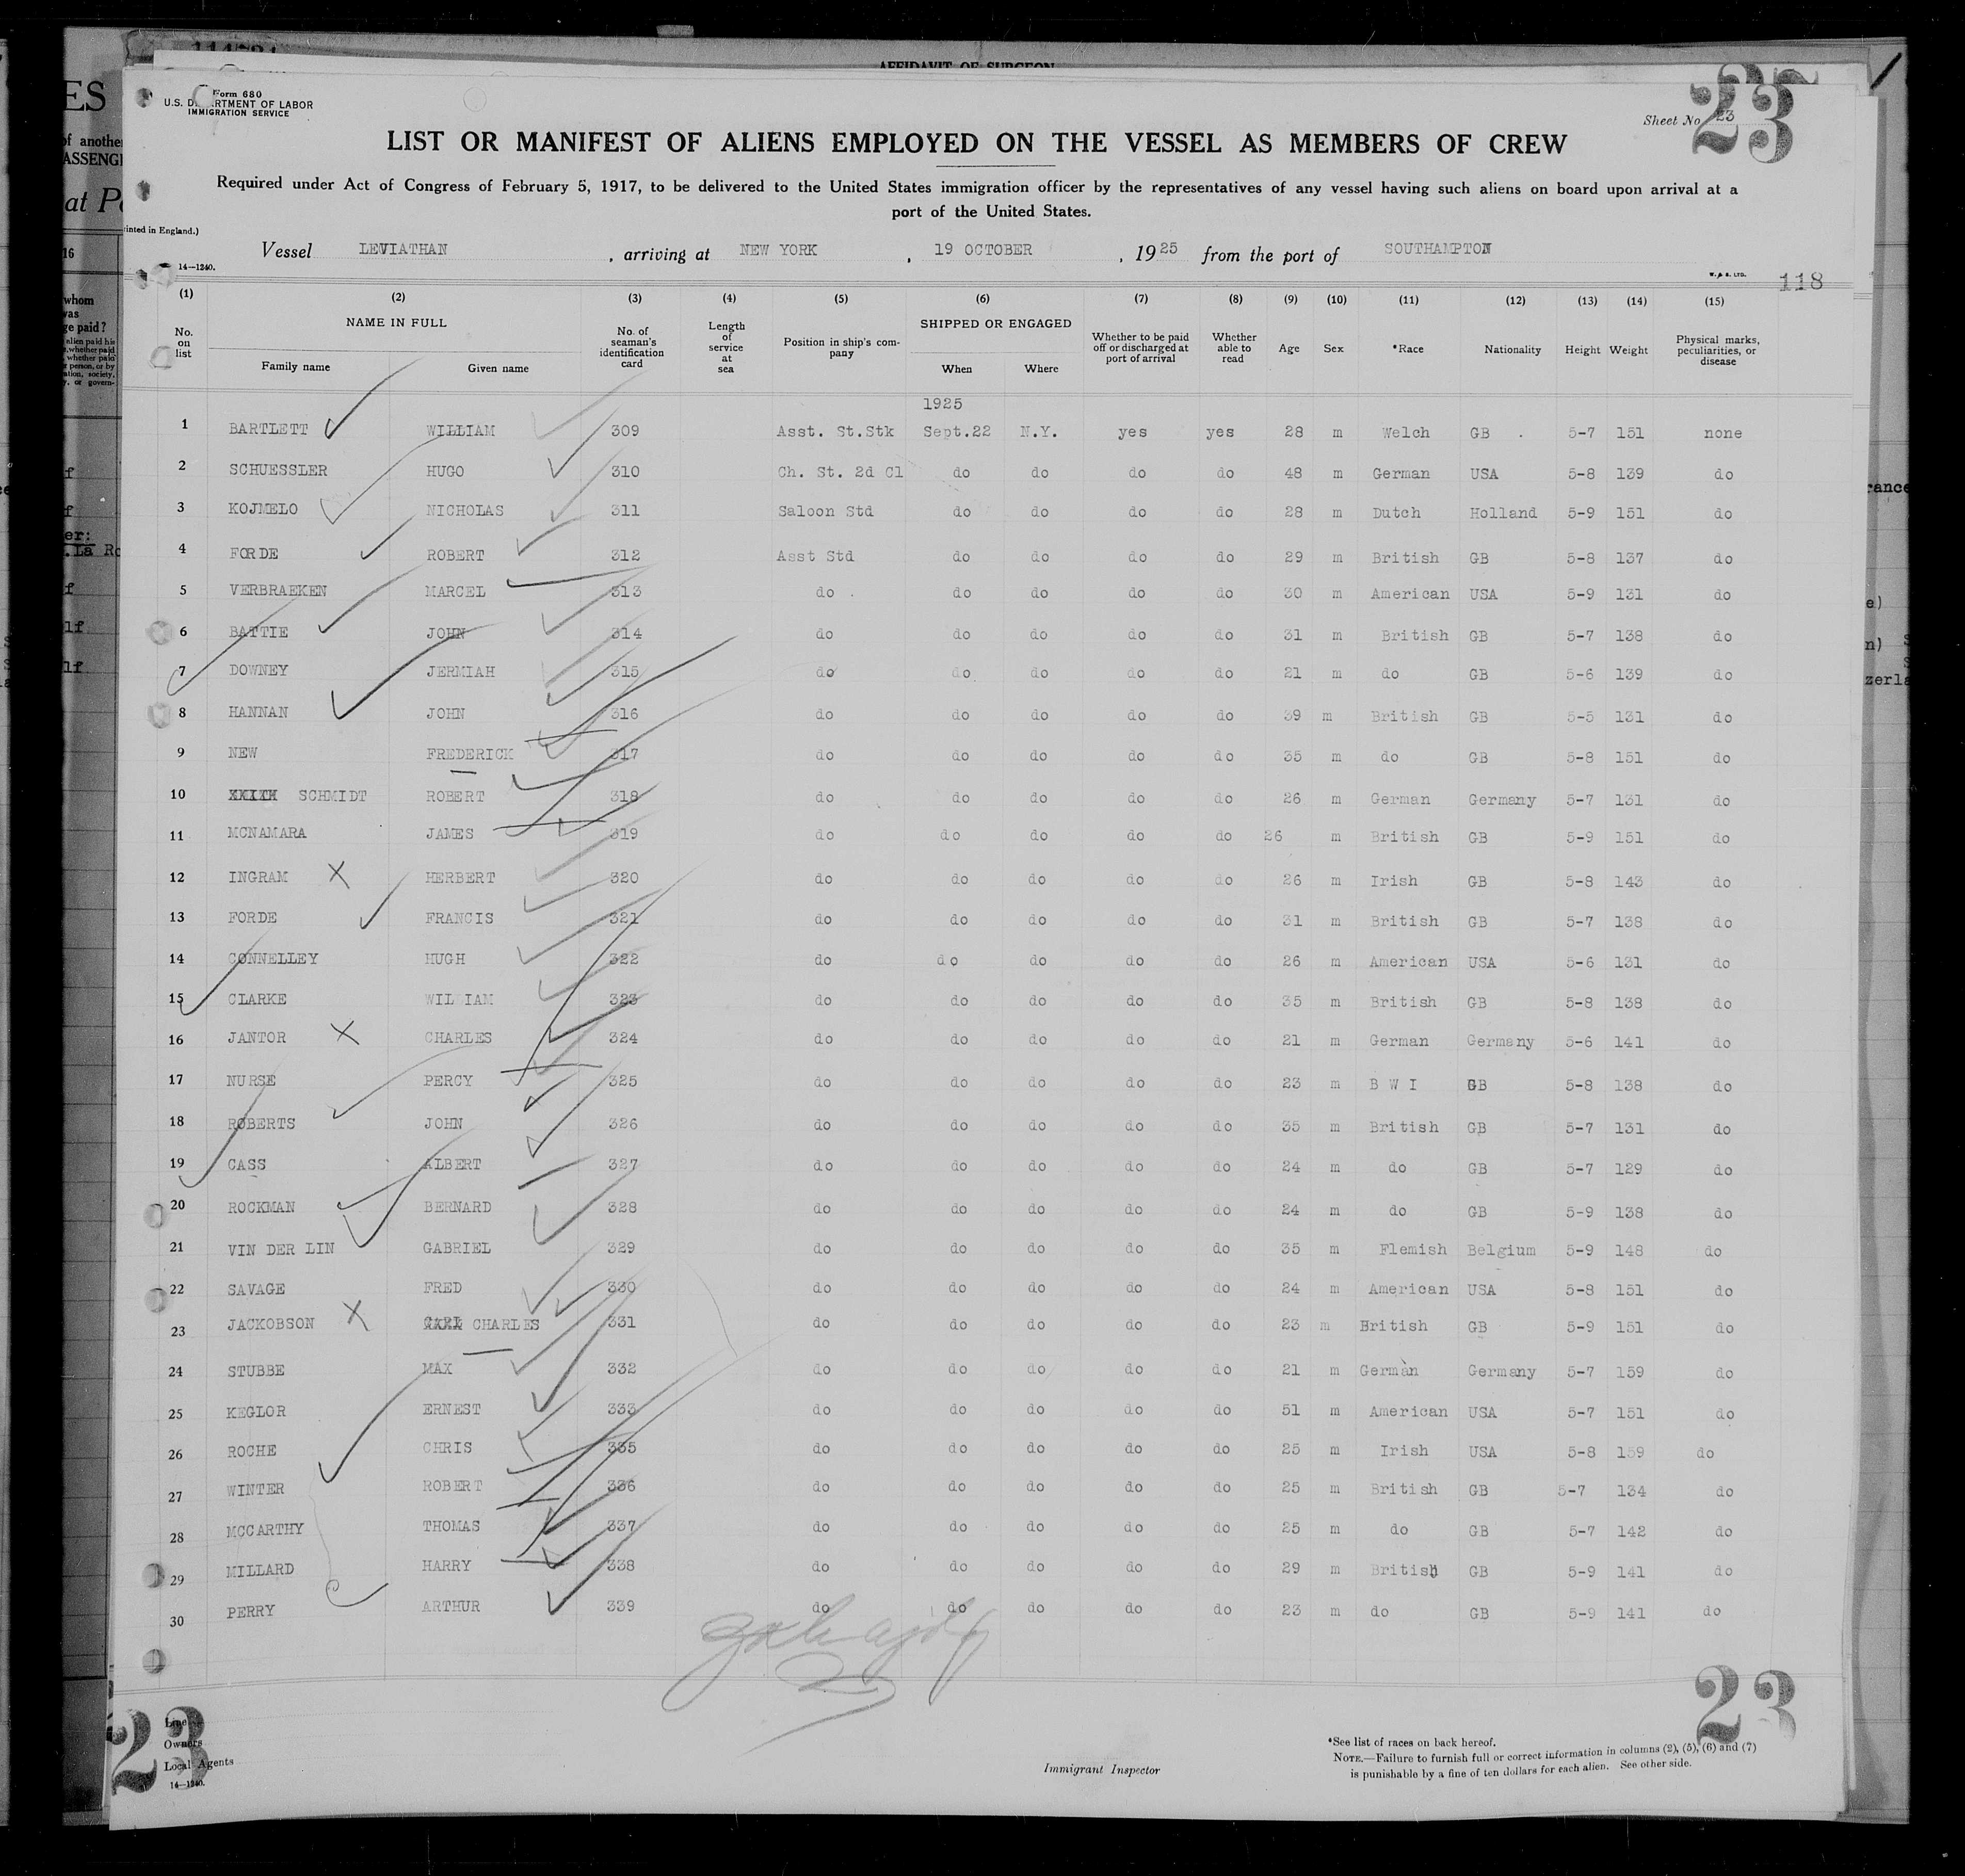 AFFIDAVIT OF SURGEON
Form 680
U.S. DEPARTMENT OF LABOR
IMMIGRATION SERVICE
Sheet No. 23
23
LIST OR MANIFEST OF ALIENS EMPLOYED ON THE VESSEL AS MEMBERS OF CREW
Required under Act of Congress of February 5, 1917, to be delivered to the United States immigration officer by the representatives of any vessel having such aliens on board upon arrival at a
port of the United States.
inted in England.)
Vessel LEVIATHAN , arriving at NEW YORK , 19 OCTOBER , 1925 from the port of SOUTHAMPTON
14—1240.
W. & S. LTD.
118
(1) (2) (3) (4) (5) (6) (7) (8) (9) (10) (11) (12) (13) (14) (15)
No. on list NAME IN FULL Family name Given name No. of seaman's identification card Length of service at sea Position in ship's company SHIPPED OR ENGAGED When Where Whether to be paid off or discharged at port of arrival Whether able to read Age Sex *Race Nationality Height Weight Physical marks, peculiarities, or disease
1925
1 BARTLETT WILLIAM 309 Asst. St.Stk Sept.22 N.Y. yes yes 28 m Welch GB 5-7 151 none
2 SCHUESSLER HUGO 310 Ch. St. 2d Cl do do do do 48 m German USA 5-8 139 do
3 KOJMELO NICHOLAS 311 Saloon Std do do do do 28 m Dutch Holland 5-9 151 do
4 FORDE ROBERT 312 Asst Std do do do do 29 m British GB 5-8 137 do
5 VERBRAEKEN MARCEL 313 do do do do do 30 m American USA 5-9 131 do
6 BATTIE JOHN 314 do do do do do 31 m British GB 5-7 138 do
7 DOWNEY JERMIAH 315 do do do do do 21 m do GB 5-6 139 do
8 HANNAN JOHN 316 do do do do do 39 m British GB 5-5 131 do
9 NEW FREDERICK 317 do do do do do 35 m do GB 5-8 151 do
10 SCHMIDT ROBERT 318 do do do do do 26 m German Germany 5-7 131 do
11 MCNAMARA JAMES 319 do do do do do 26 m British GB 5-9 151 do
12 INGRAM X HERBERT 320 do do do do do 26 m Irish GB 5-8 143 do
13 FORDE FRANCIS 321 do do do do do 31 m British GB 5-7 138 do
14 CONNELLEY HUGH 322 do do do do do 26 m American USA 5-6 131 do
15 CLARKE WIL IAM 323 do do do do do 35 m British GB 5-8 138 do
16 JANTOR X CHARLES 324 do do do do do 21 m German Germany 5-6 141 do
17 NURSE PERCY 325 do do do do do 23 m B W I GB 5-8 138 do
18 ROBERTS JOHN 326 do do do do do 35 m British GB 5-7 131 do
19 CASS ALBERT 327 do do do do do 24 m do GB 5-7 129 do
20 ROCKMAN BERNARD 328 do do do do do 24 m do GB 5-9 138 do
21 VIN DER LIN GABRIEL 329 do do do do do 35 m Flemish Belgium 5-9 148 do
22 SAVAGE FRED 330 do do do do do 24 m American USA 5-8 151 do
23 JACKOBSON X CHARLES 331 do do do do do 23 m British GB 5-9 151 do
24 STUBBE MAX 332 do do do do do 21 m German Germany 5-7 159 do
25 KEGLOR ERNEST 333 do do do do do 51 m American USA 5-7 151 do
26 ROCHE CHRIS 335 do do do do do 25 m Irish USA 5-8 159 do
27 WINTER ROBERT 336 do do do do do 25 m British GB 5-7 134 do
28 MCCARTHY THOMAS 337 do do do do do 25 m do GB 5-7 142 do
29 MILLARD HARRY 338 do do do do do 29 m British GB 5-9 141 do
30 PERRY ARTHUR 339 do do do do do 23 m do GB 5-9 141 do
23
23
Line
Owners
Local Agents
14—1240.
Immigrant Inspector
*See list of races on back hereof.
NOTE.—Failure to furnish full or correct information in columns (2), (5), (6) and (7)
is punishable by a fine of ten dollars for each alien. See other side.